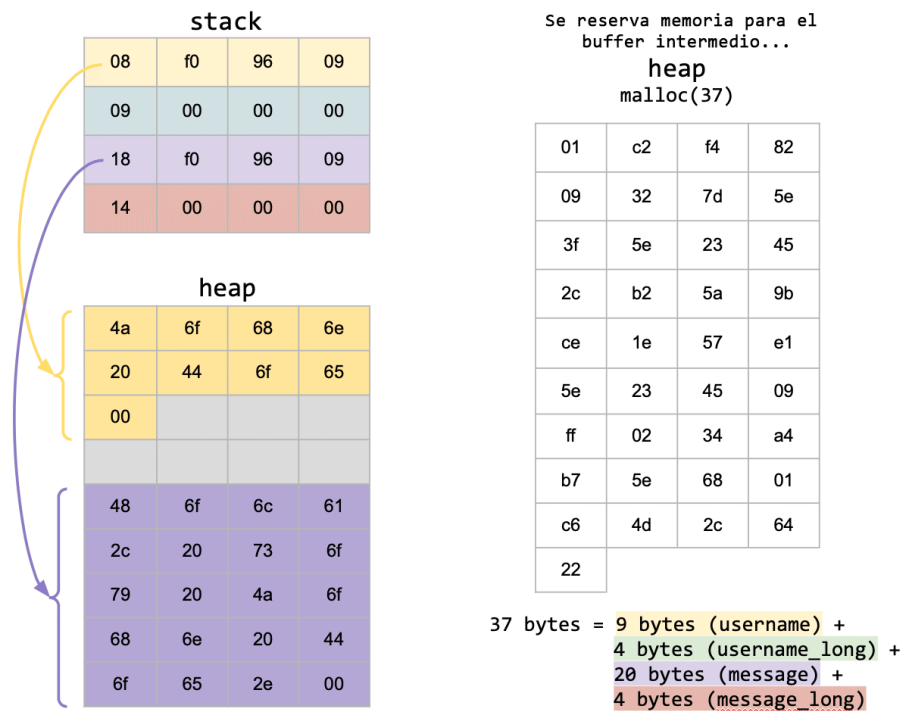 stack
08 f0 96 09
09 00 00 00
18 f0 96 09
14 00 00 00
heap
4a 6f 68 6e
20 44 6f 65
00
48 6f 6c 61
2c 20 73 6f
79 20 4a 6f
68 6e 20 44
6f 65 2e 00
Se reserva memoria para el
buffer intermedio...
heap
malloc(37)
01 c2 f4 82
09 32 7d 5e
3f 5e 23 45
2c b2 5a 9b
ce 1e 57 e1
5e 23 45 09
ff 02 34 a4
b7 5e 68 01
c6 4d 2c 64
22
37 bytes = 9 bytes (username) +
4 bytes (username_long) +
20 bytes (message) +
4 bytes (message_long)